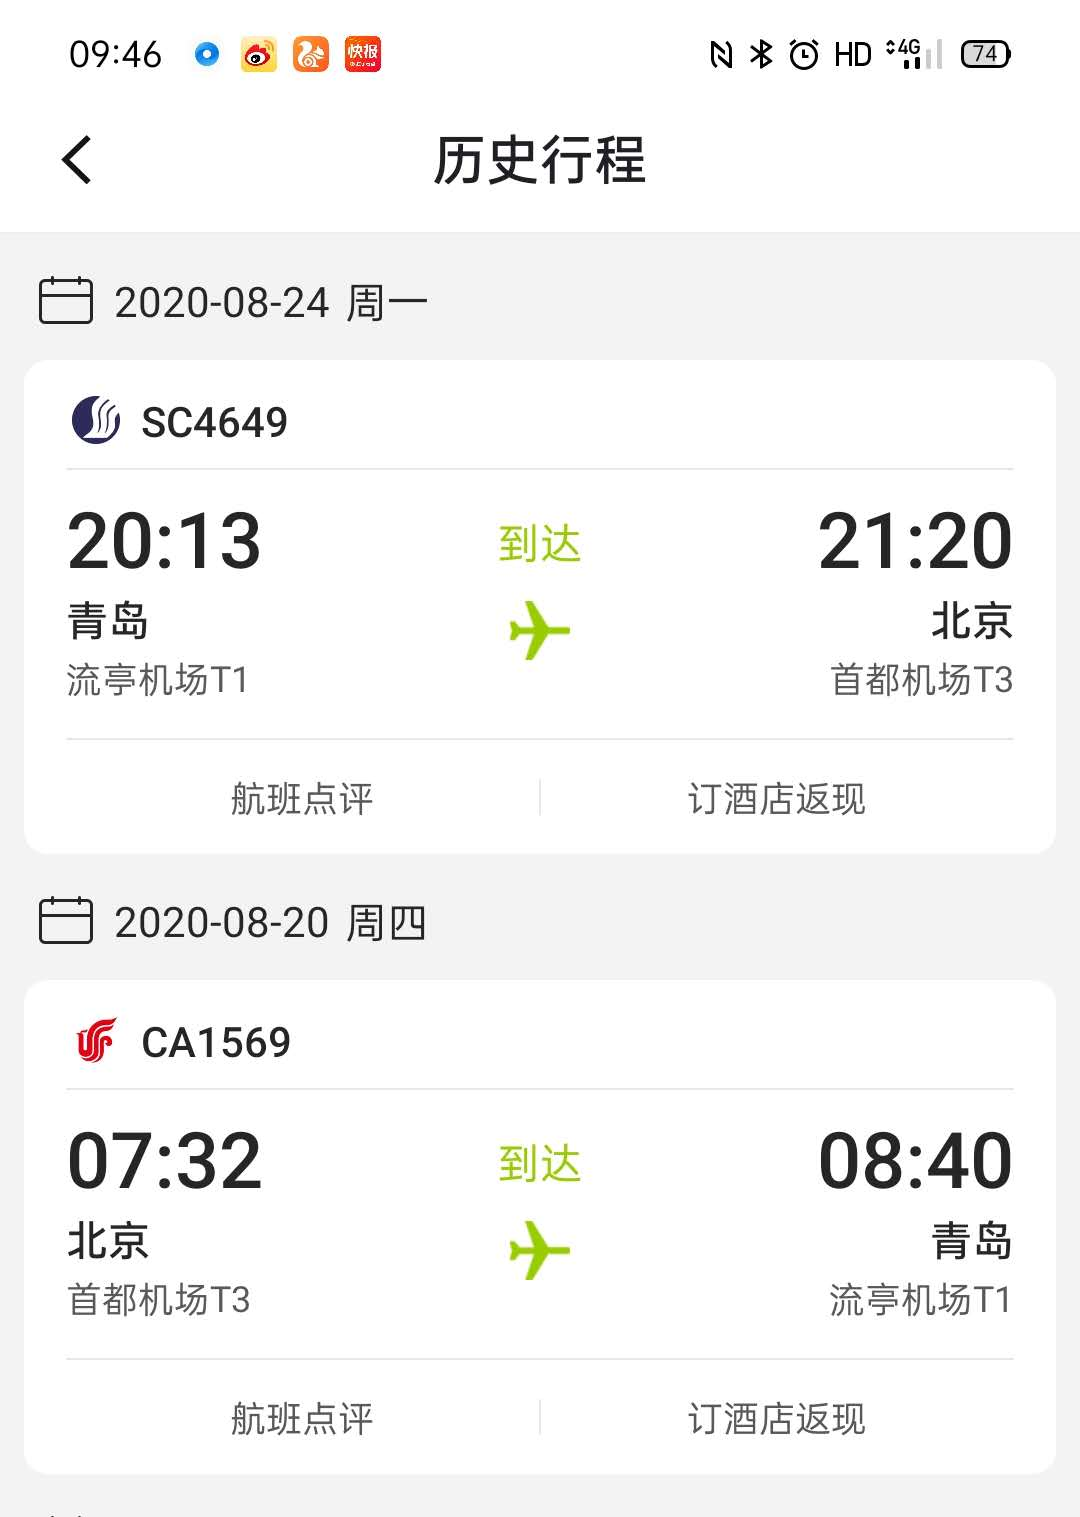 09:46 快报 HD 4G 74
历史行程
2020-08-24 周一
SC4649
20:13 到达 21:20
青岛 北京
流亭机场T1 首都机场T3
航班点评 订酒店返现
2020-08-20 周四
CA1569
07:32 到达 08:40
北京 青岛
首都机场T3 流亭机场T1
航班点评 订酒店返现